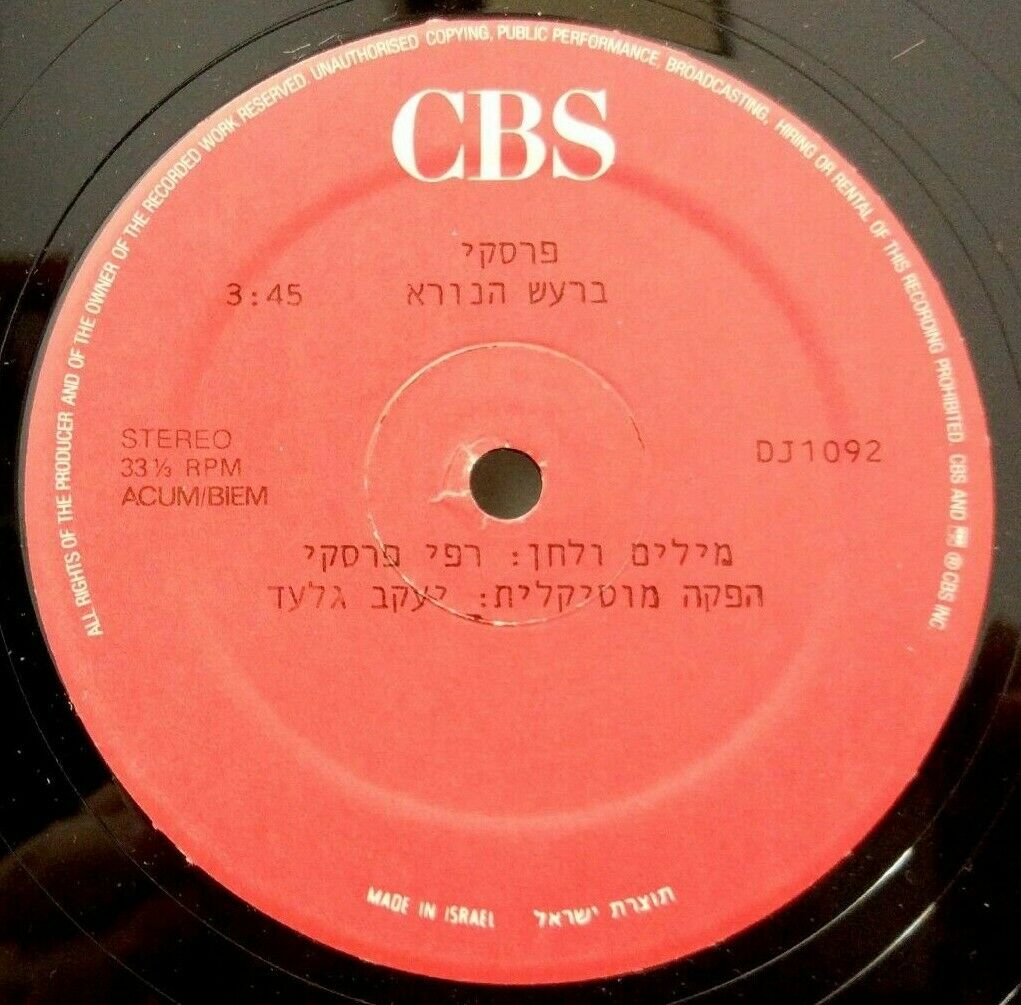 ALL RIGHTS OF THE PRODUCER AND OF THE OWNER OF THE RECORDED WORK RESERVED. UNAUTHORISED COPYING, PUBLIC PERFORMANCE, BROADCASTING, HIRING OR RENTAL OF THIS RECORDING PROHIBITED CBS AND ℗ CBS INC.
CBS
פרסקי
ברעש הנורא 3:45
STEREO
33⅓ RPM
ACUM/BIEM
DJ1092
מילים ולחן: רפי פרסקי
הפקה מוסיקלית: יעקב גלעד
MADE IN ISRAEL תוצרת ישראל